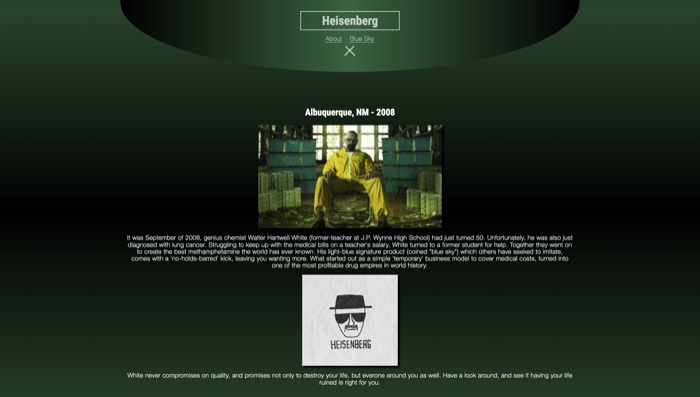 Heisenberg
About Blue Sky
Albuquerque, NM - 2008
It was September of 2008, genius chemist Walter Hartwell White (former-teacher at J.P. Wynne High School) had just turned 50. Unfortunately, he was also just
diagnosed with lung cancer. Struggling to keep up with the medical bills on a teacher's salary, White turned to a former student for help. Together they went on
to create the best methamphetamine the world has ever known. His light-blue signature product (coined "blue sky") which others have seeked to imitate,
comes with a 'no-holds-barred' kick, leaving you wanting more. What started out as a simple 'temporary' business model to cover medical costs, turned into
one of the most profitable drug empires in world history.
HEISENBERG
White never compromises on quality, and promises not only to destroy your life, but everone around you as well. Have a look around, and see if having your life
ruined is right for you.